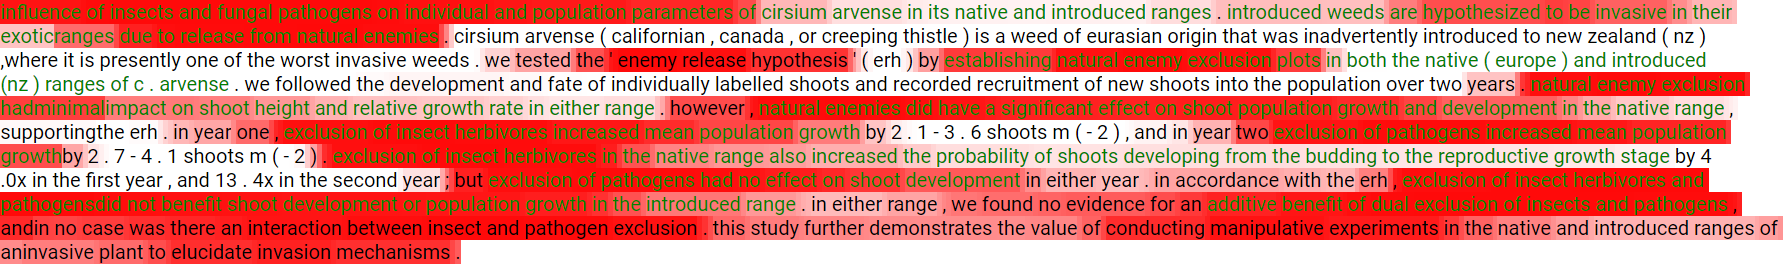 influence of insects and fungal pathogens on individual and population parameters of cirsium arvense in its native and introduced ranges . introduced weeds are hypothesized to be invasive in their
exoticranges due to release from natural enemies . cirsium arvense ( californian , canada , or creeping thistle ) is a weed of eurasian origin that was inadvertently introduced to new zealand ( nz )
,where it is presently one of the worst invasive weeds . we tested the ' enemy release hypothesis ' ( erh ) by establishing natural enemy exclusion plots in both the native ( europe ) and introduced
(nz ) ranges of c . arvense . we followed the development and fate of individually labelled shoots and recorded recruitment of new shoots into the population over two years . natural enemy exclusion
hadminimalimpact on shoot height and relative growth rate in either range . however , natural enemies did have a significant effect on shoot population growth and development in the native range ,
supportingthe erh . in year one , exclusion of insect herbivores increased mean population growth by 2 . 1 - 3 . 6 shoots m ( - 2 ) , and in year two exclusion of pathogens increased mean population
growthby 2 . 7 - 4 . 1 shoots m ( - 2 ) . exclusion of insect herbivores in the native range also increased the probability of shoots developing from the budding to the reproductive growth stage by 4
.0x in the first year , and 13 . 4x in the second year ; but exclusion of pathogens had no effect on shoot development in either year . in accordance with the erh , exclusion of insect herbivores and
pathogensdid not benefit shoot development or population growth in the introduced range . in either range , we found no evidence for an additive benefit of dual exclusion of insects and pathogens ,
andin no case was there an interaction between insect and pathogen exclusion . this study further demonstrates the value of conducting manipulative experiments in the native and introduced ranges of
aninvasive plant to elucidate invasion mechanisms .